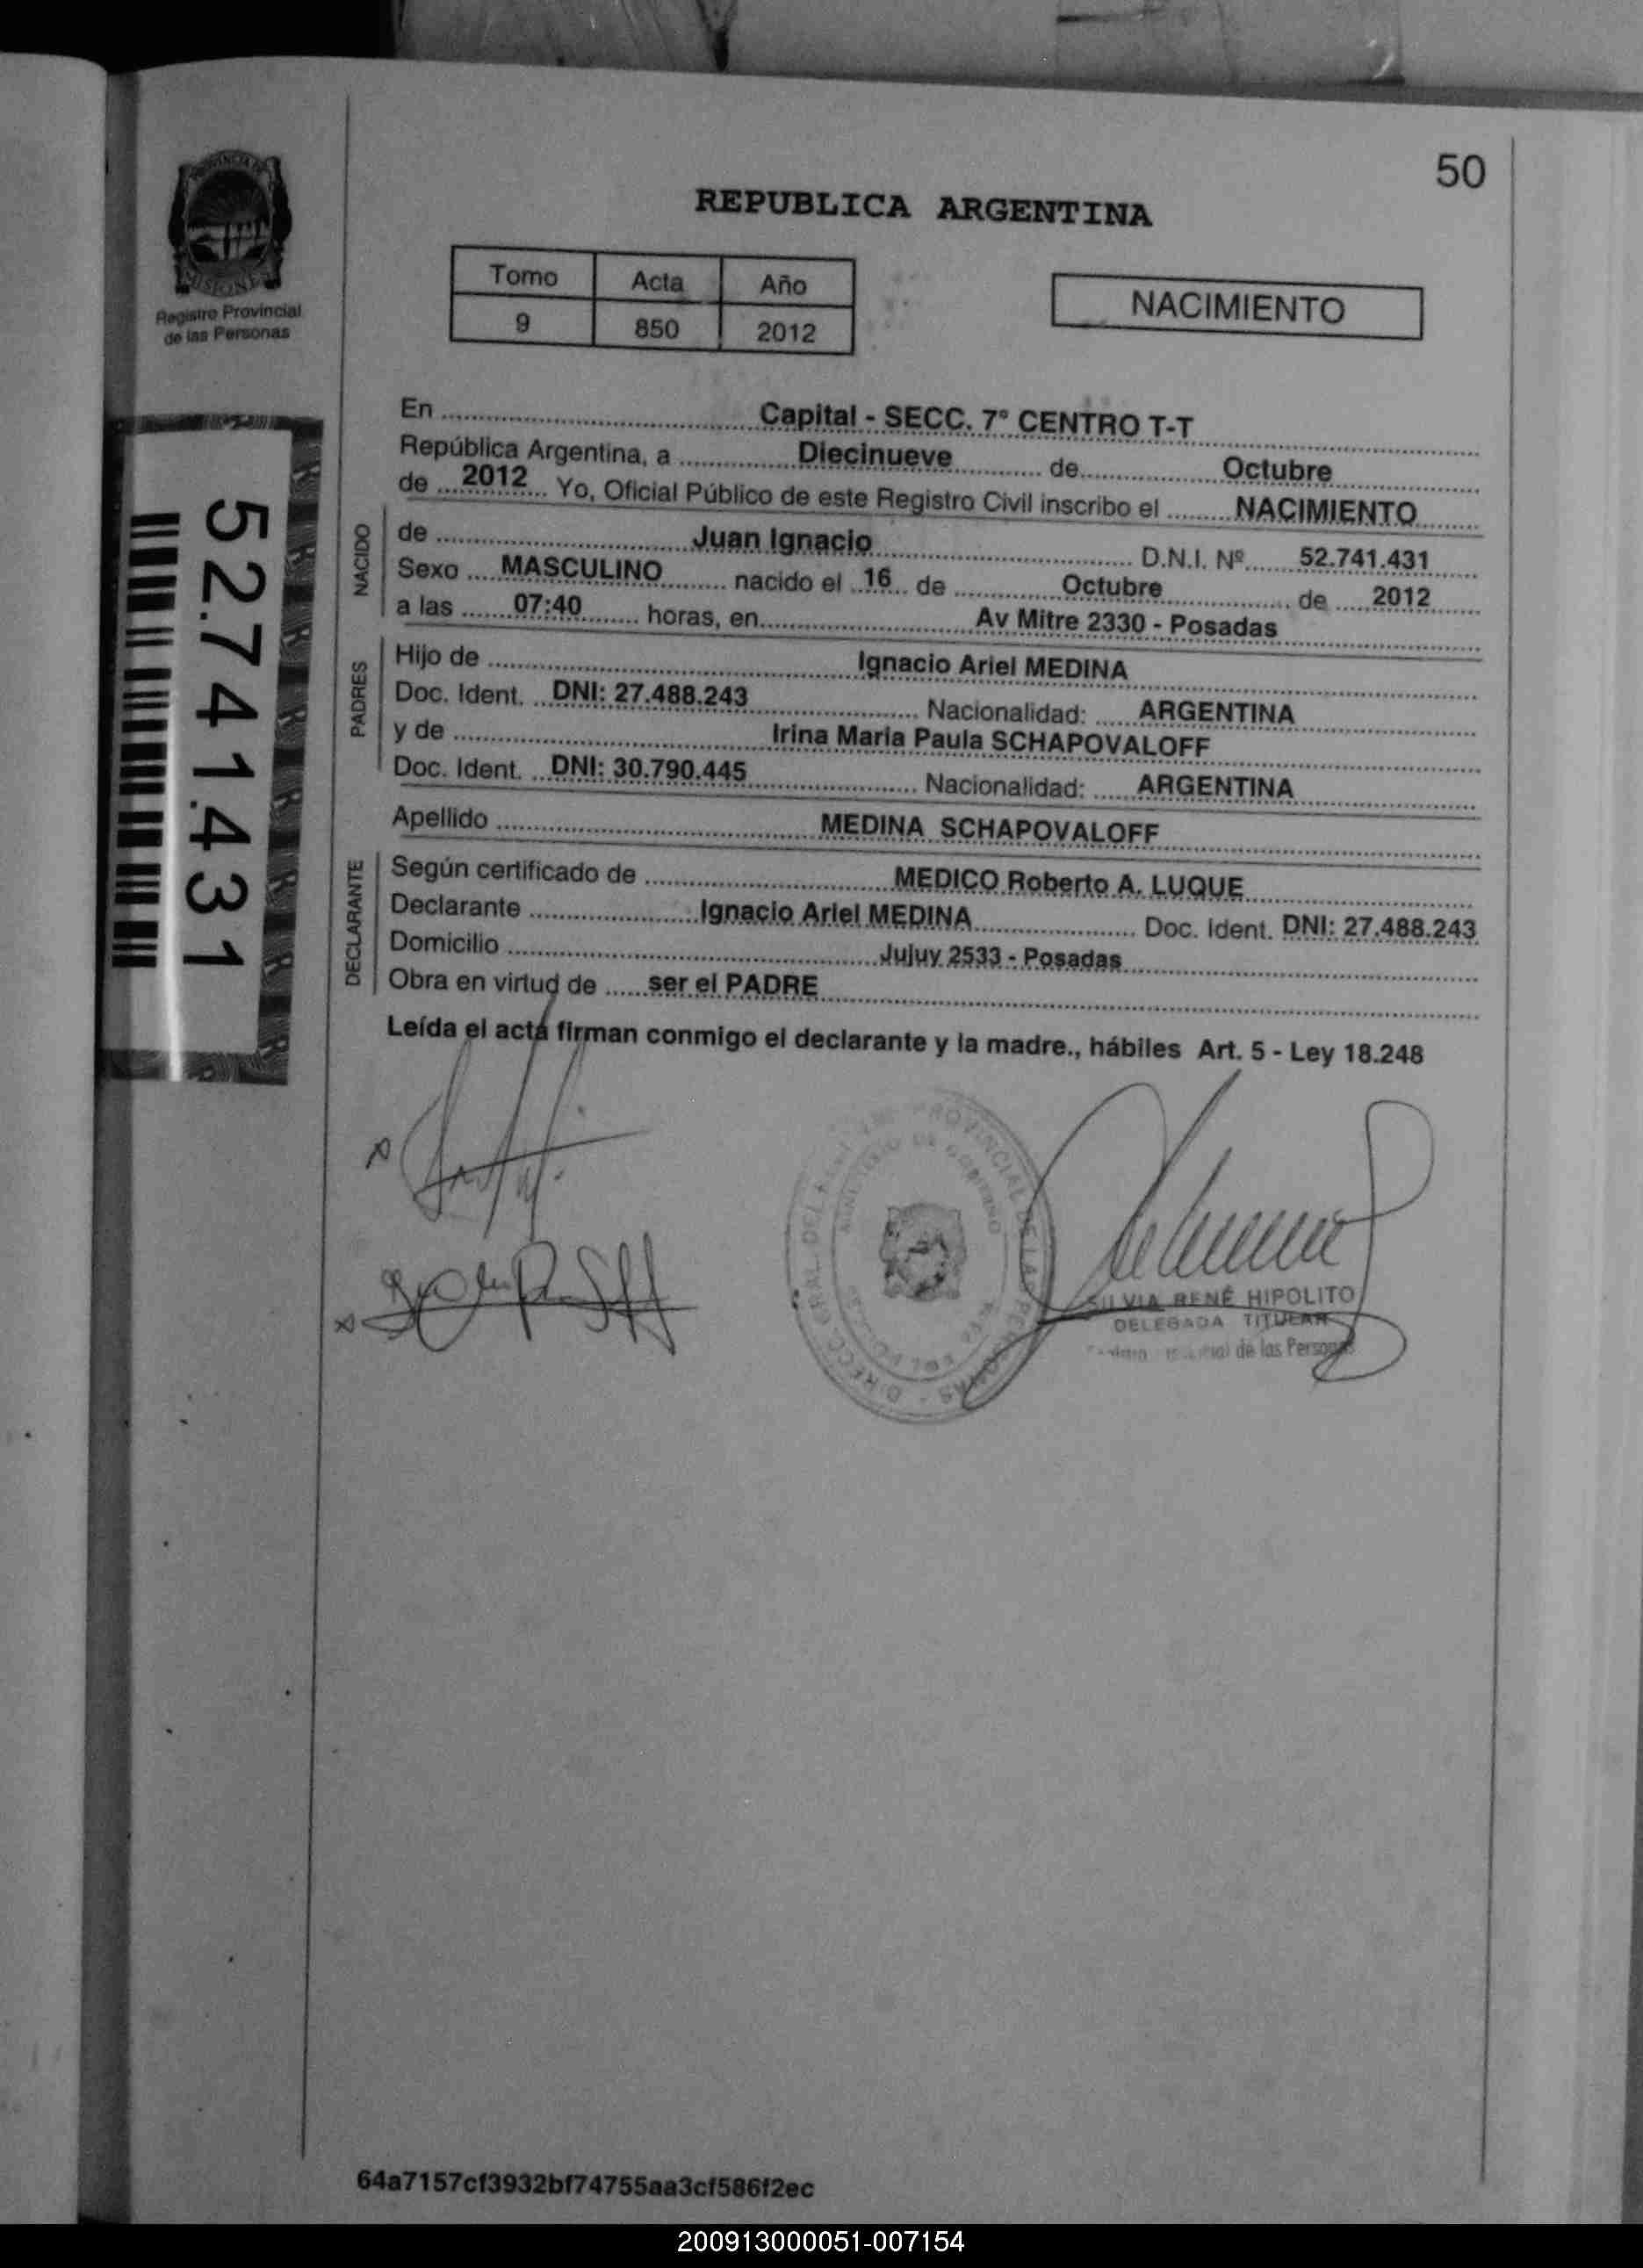 50
PROVINCIA DE
MISIONES
Registro Provincial
de las Personas
REPUBLICA ARGENTINA
Tomo Acta Año
9 850 2012
NACIMIENTO
52.741.431
En Capital - SECC. 7° CENTRO T-T
República Argentina, a Diecinueve de Octubre
de 2012 Yo, Oficial Público de este Registro Civil inscribo el NACIMIENTO
NACIDO
de Juan Ignacio D.N.I. Nº 52.741.431
Sexo MASCULINO nacido el 16 de Octubre de 2012
a las 07:40 horas, en Av Mitre 2330 - Posadas
PADRES
Hijo de Ignacio Ariel MEDINA
Doc. Ident. DNI: 27.488.243 Nacionalidad: ARGENTINA
y de Irina Maria Paula SCHAPOVALOFF
Doc. Ident. DNI: 30.790.445 Nacionalidad: ARGENTINA
Apellido MEDINA SCHAPOVALOFF
DECLARANTE
Según certificado de MEDICO Roberto A. LUQUE
Declarante Ignacio Ariel MEDINA Doc. Ident. DNI: 27.488.243
Domicilio Jujuy 2533 - Posadas
Obra en virtud de ser el PADRE
Leída el acta firman conmigo el declarante y la madre., hábiles Art. 5 - Ley 18.248
PROVINCIAL DE LAS PERSONAS
SILVIA RENÉ HIPOLITO
DELEGADA TITULAR
de las Personas
64a7157cf3932bf74755aa3cf586f2ec
200913000051-007154